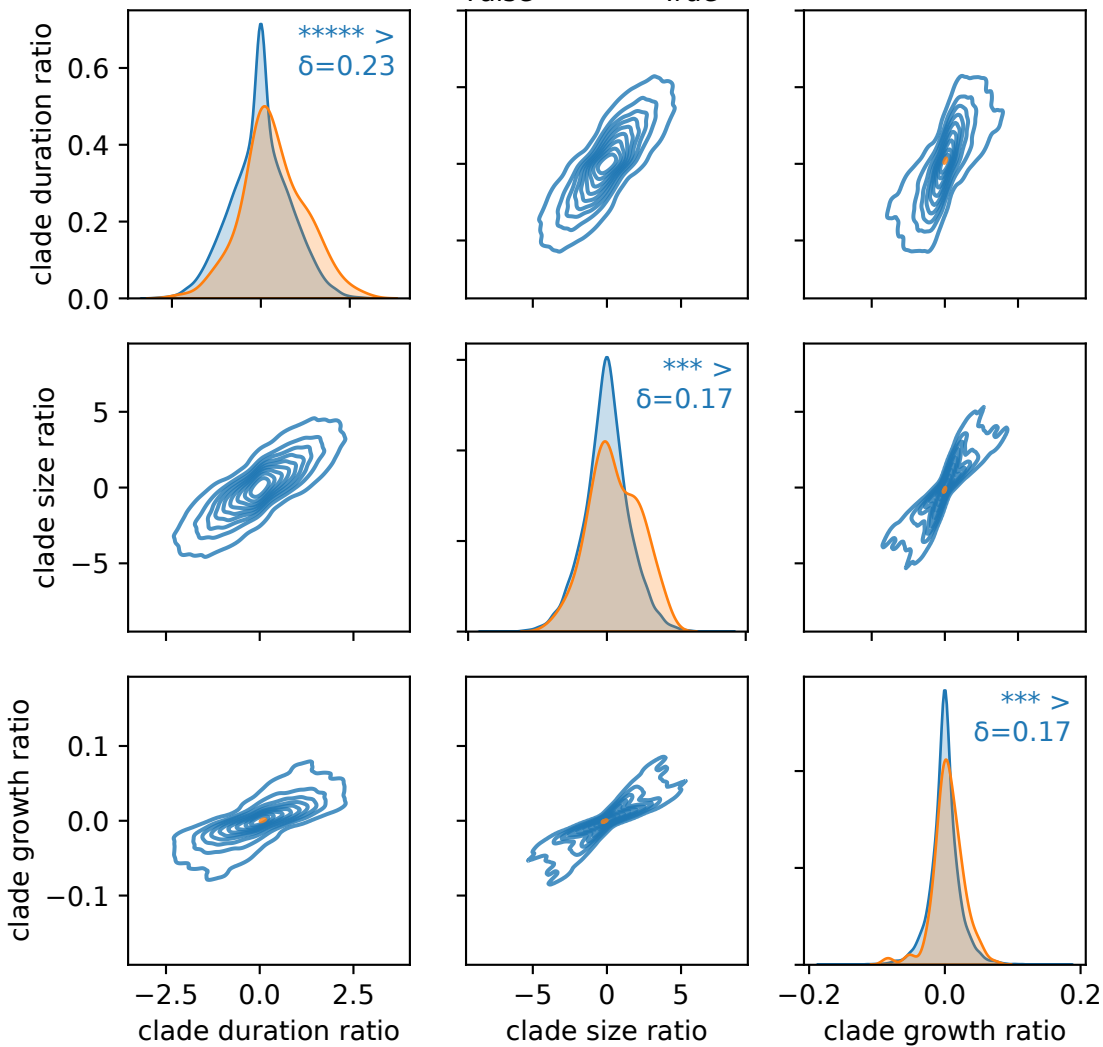 ***** >
δ=0.23
clade duration ratio
0.6
0.4
0.2
0.0
*** >
δ=0.17
clade size ratio
5
0
−5
*** >
δ=0.17
clade growth ratio
0.1
0.0
−0.1
−2.5 0.0 2.5
−5 0 5
−0.2 0.0 0.2
clade duration ratio
clade size ratio
clade growth ratio